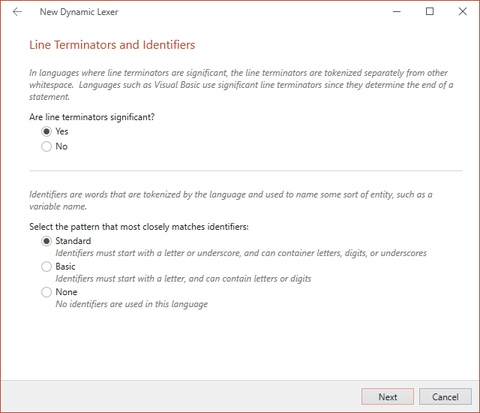 New Dynamic Lexer
Line Terminators and Identifiers
In languages where line terminators are significant, the line terminators are tokenized separately from other
whitespace. Languages such as Visual Basic use significant line terminators since they determine the end of a
statement.
Are line terminators significant?
Yes
No
Identifiers are words that are tokenized by the language and used to name some sort of entity, such as a
variable name.
Select the pattern that most closely matches identifiers:
Standard
Identifiers must start with a letter or underscore, and can container letters, digits, or underscores
Basic
Identifiers must start with a letter, and can contain letters or digits
None
No identifiers are used in this language
Next Cancel